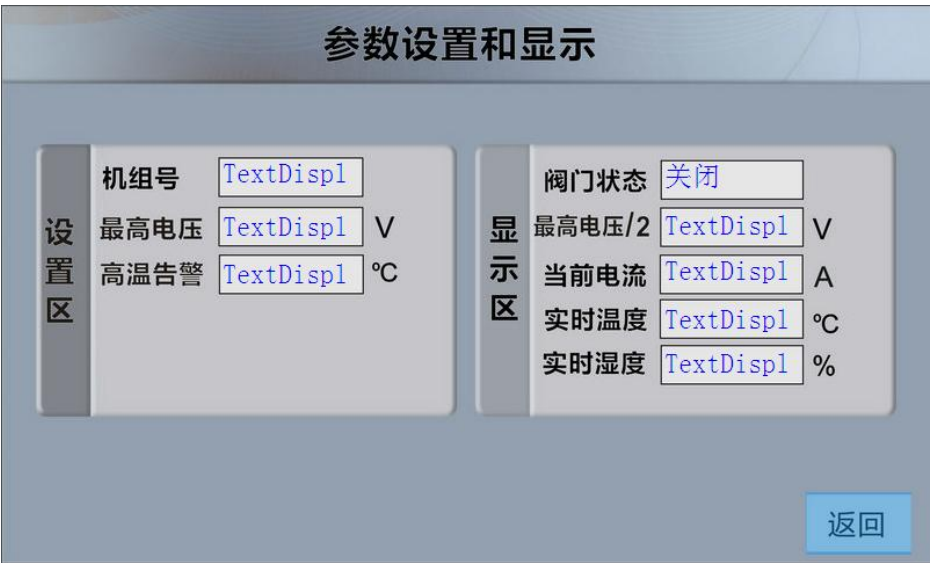 参数设置和显示
设置区
机组号 TextDispl
最高电压 TextDispl V
高温告警 TextDispl ℃
显示区
阀门状态 关闭
最高电压/2 TextDispl V
当前电流 TextDispl A
实时温度 TextDispl ℃
实时湿度 TextDispl %
返回